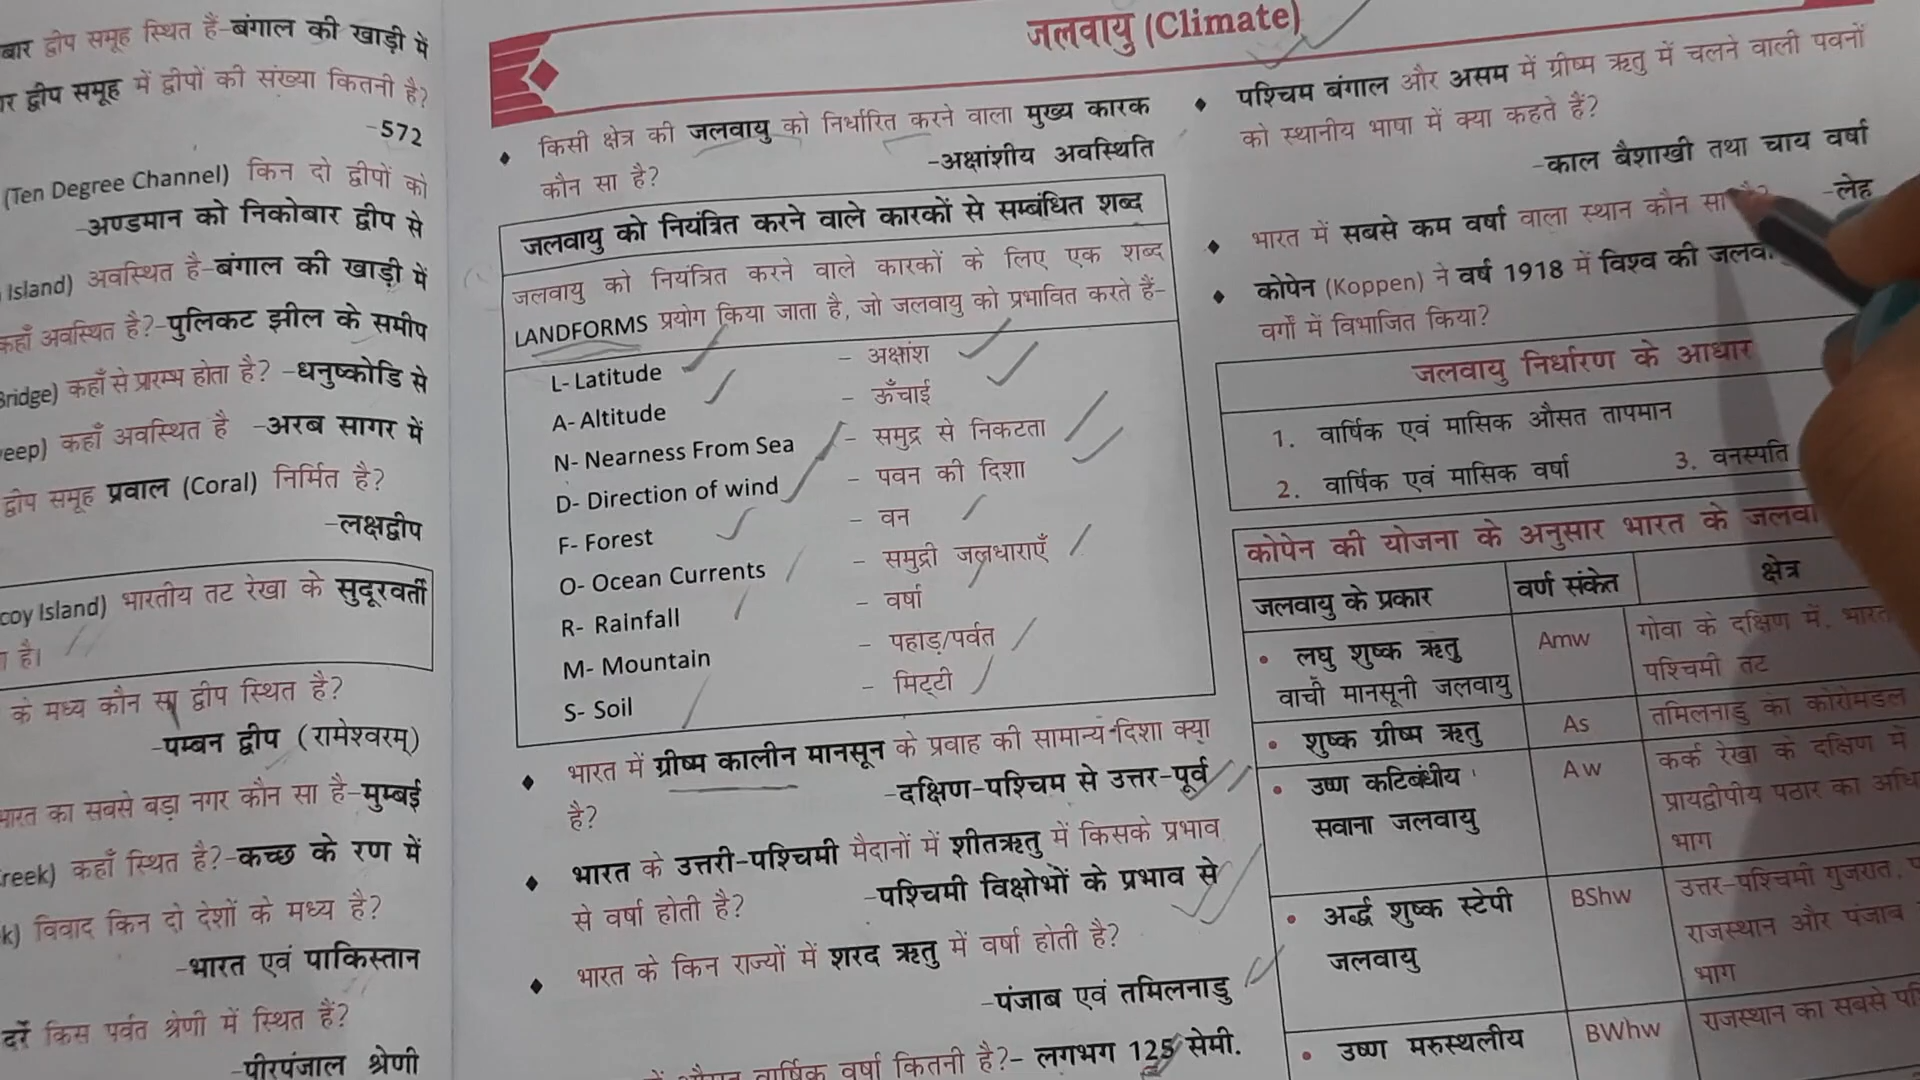 बार द्वीप समूह स्थित हैं-बंगाल की खाड़ी में
द्वीप समूह में द्वीपों की संख्या कितनी है?
-572
(Ten Degree Channel) किन दो द्वीपों को
-अण्डमान को निकोबार द्वीप से
Island) अवस्थित है-बंगाल की खाड़ी में
कहाँ अवस्थित है?-पुलिकट झील के समीप
Bridge) कहाँ से प्रारम्भ होता है? -धनुष्कोडि से
eep) कहाँ अवस्थित है -अरब सागर में
द्वीप समूह प्रवाल (Coral) निर्मित है?
-लक्षद्वीप
coy Island) भारतीय तट रेखा के सुदूरवर्ती
है।
के मध्य कौन सा द्वीप स्थित है?
-पम्बन द्वीप (रामेश्वरम्)
भारत का सबसे बड़ा नगर कौन सा है-मुम्बई
reek) कहाँ स्थित है?-कच्छ के रण में
k) विवाद किन दो देशों के मध्य है?
-भारत एवं पाकिस्तान
दर्रे किस पर्वत श्रेणी में स्थित हैं?
-पीरपंजाल श्रेणी
जलवायु (Climate)
किसी क्षेत्र की जलवायु को निर्धारित करने वाला मुख्य कारक
कौन सा है? -अक्षांशीय अवस्थिति
जलवायु को नियंत्रित करने वाले कारकों से सम्बंधित शब्द
जलवायु को नियंत्रित करने वाले कारकों के लिए एक शब्द
LANDFORMS प्रयोग किया जाता है, जो जलवायु को प्रभावित करते हैं-
L- Latitude - अक्षांश
A- Altitude - ऊँचाई
N- Nearness From Sea - समुद्र से निकटता
D- Direction of wind - पवन की दिशा
F- Forest - वन
O- Ocean Currents - समुद्री जलधाराएँ
R- Rainfall - वर्षा
M- Mountain - पहाड़/पर्वत
S- Soil - मिट्टी
भारत में ग्रीष्म कालीन मानसून के प्रवाह की सामान्य दिशा क्या
है? -दक्षिण-पश्चिम से उत्तर-पूर्व
भारत के उत्तरी-पश्चिमी मैदानों में शीतऋतु में किसके प्रभाव
से वर्षा होती है? -पश्चिमी विक्षोभों के प्रभाव से
भारत के किन राज्यों में शरद ऋतु में वर्षा होती है?
-पंजाब एवं तमिलनाडु
में औसत वार्षिक वर्षा कितनी है?- लगभग 125 सेमी.
पश्चिम बंगाल और असम में ग्रीष्म ऋतु में चलने वाली पवनों
को स्थानीय भाषा में क्या कहते हैं?
-काल बैशाखी तथा चाय वर्षा
भारत में सबसे कम वर्षा वाला स्थान कौन सा है? -लेह
कोपेन (Koppen) ने वर्ष 1918 में विश्व की
वर्गों में विभाजित किया?
जलवायु निर्धारण के आधार
1. वार्षिक एवं मासिक औसत तापमान
2. वार्षिक एवं मासिक वर्षा 3. वनस्पति
कोपेन की योजना के अनुसार भारत के
जलवायु के प्रकार वर्ण संकेत क्षेत्र
लघु शुष्क ऋतु Amw गोवा के दक्षिण में, भारत
वाची मानसूनी जलवायु पश्चिमी तट
शुष्क ग्रीष्म ऋतु As तमिलनाडु का कोरोमंडल
उष्ण कटिबंधीय Aw कर्क रेखा के दक्षिण में
सवाना जलवायु प्रायद्वीपीय पठार का
भाग
अर्द्ध शुष्क स्टेपी BShw उत्तर-पश्चिमी गुजरात,
जलवायु राजस्थान और पंजाब
भाग
उष्ण मरुस्थलीय BWhw राजस्थान का सबसे